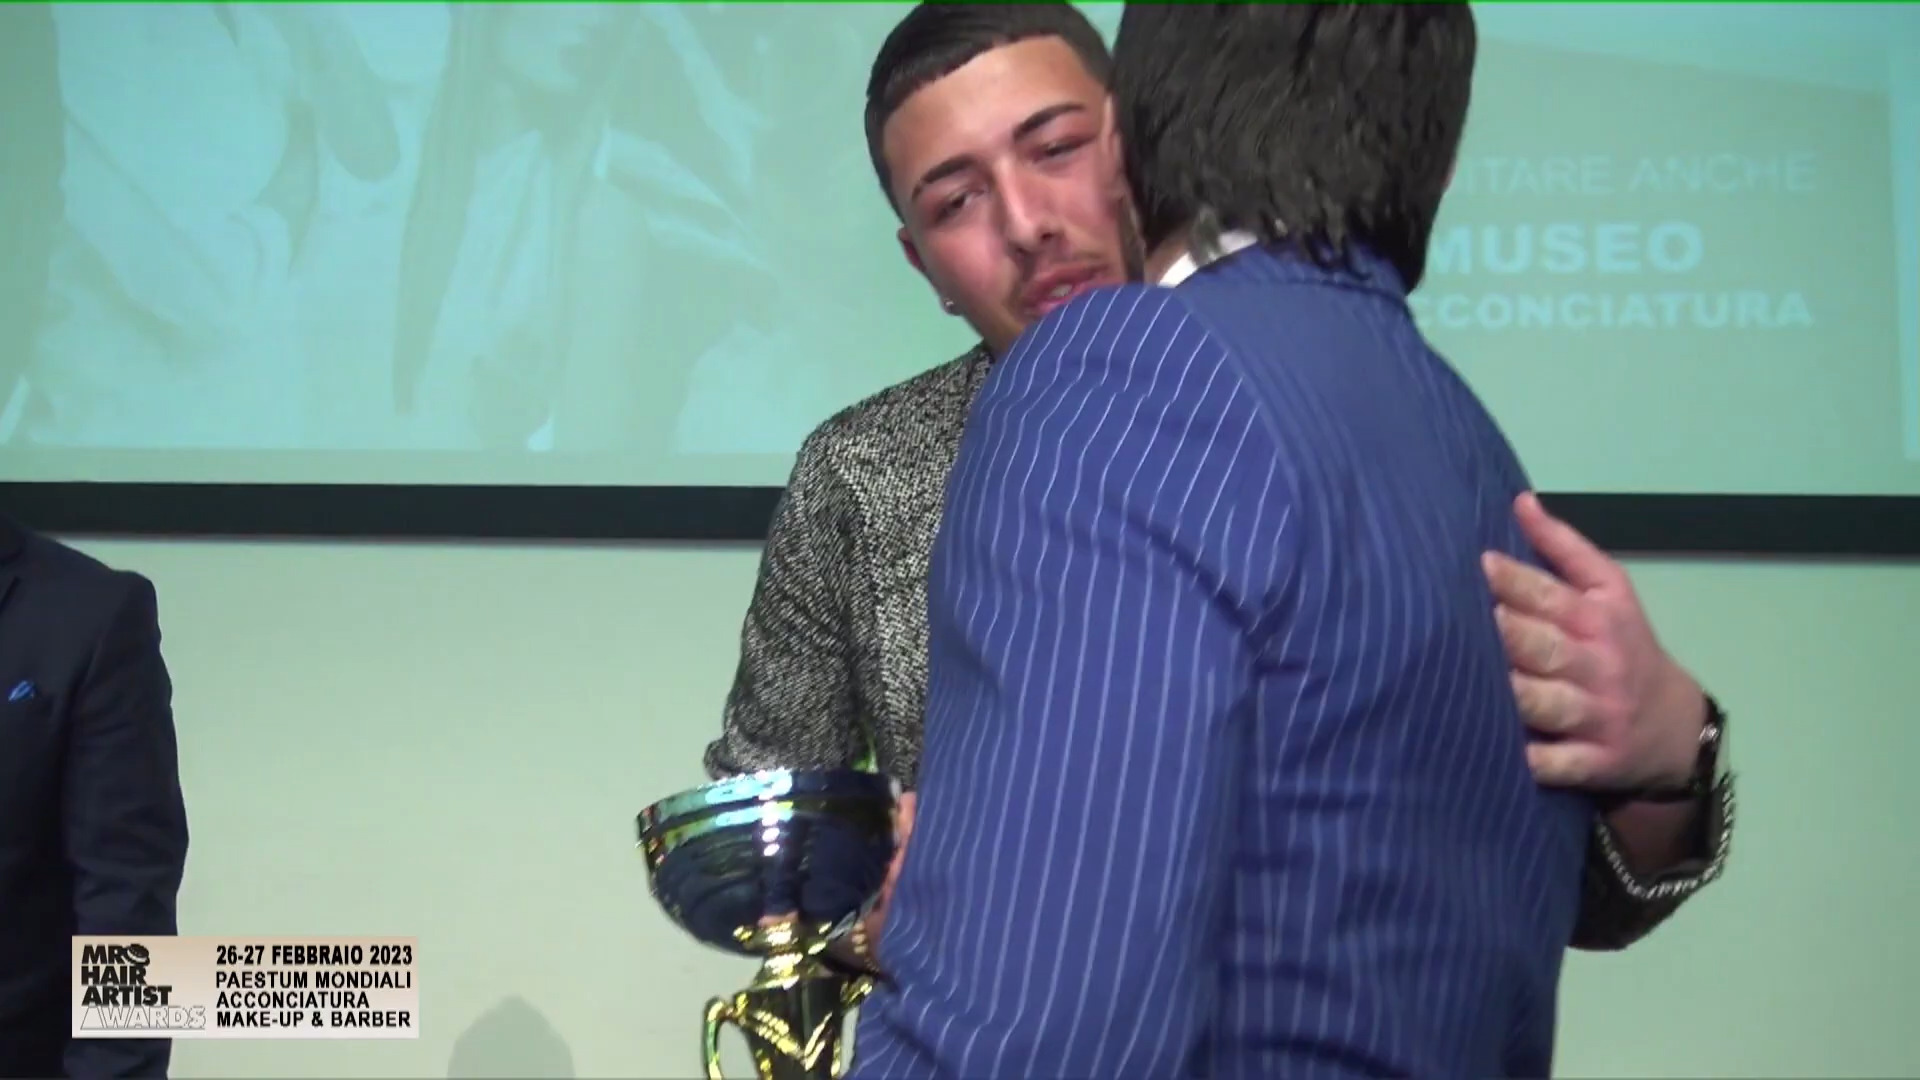 ITARE ANCHE
MUSEO
CCONCIATURA
MR
HAIR
ARTIST
AWARDS
26-27 FEBBRAIO 2023
PAESTUM MONDIALI
ACCONCIATURA
MAKE-UP & BARBER